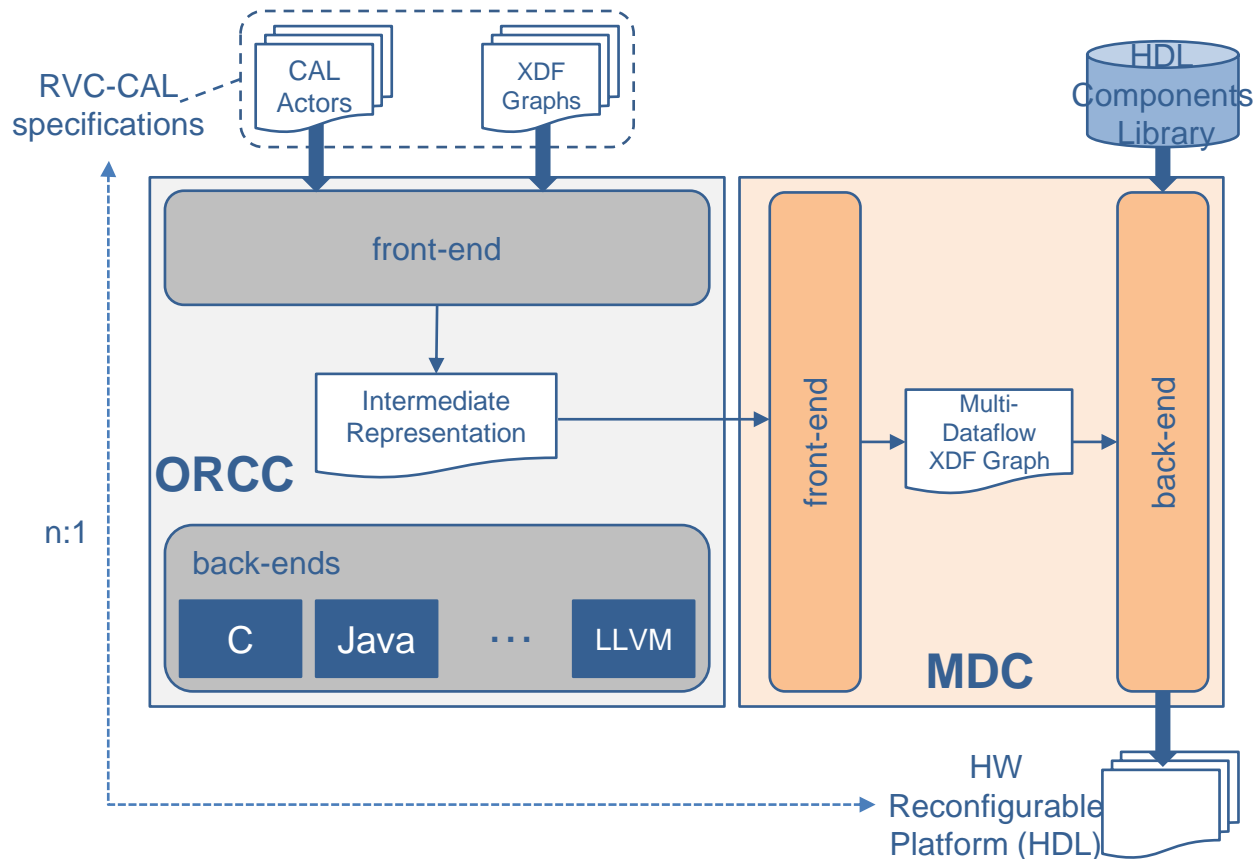 RVC-CAL
specifications
CAL
Actors
XDF
Graphs
HDL
Components
Library
front-end
Intermediate
Representation
ORCC
back-ends
C
Java
...
LLVM
front-end
Multi-
Dataflow
XDF Graph
back-end
MDC
n:1
HW
Reconfigurable
Platform (HDL)